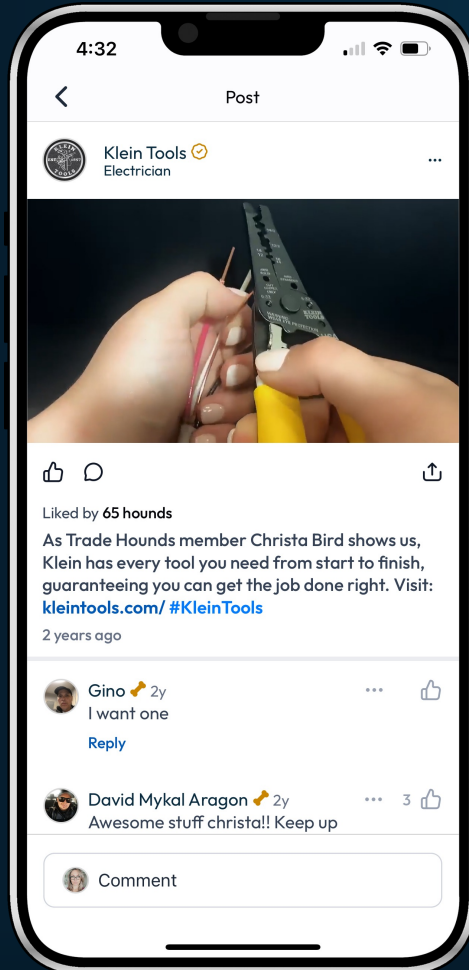 4:32
Post
Klein Tools
Electrician
KLEIN
TOOLS
Liked by 65 hounds
As Trade Hounds member Christa Bird shows us,
Klein has every tool you need from start to finish,
guaranteeing you can get the job done right. Visit:
kleintools.com/ #KleinTools
2 years ago
Gino 2y
I want one
Reply
David Mykal Aragon 2y
3
Awesome stuff christa!! Keep up
Comment